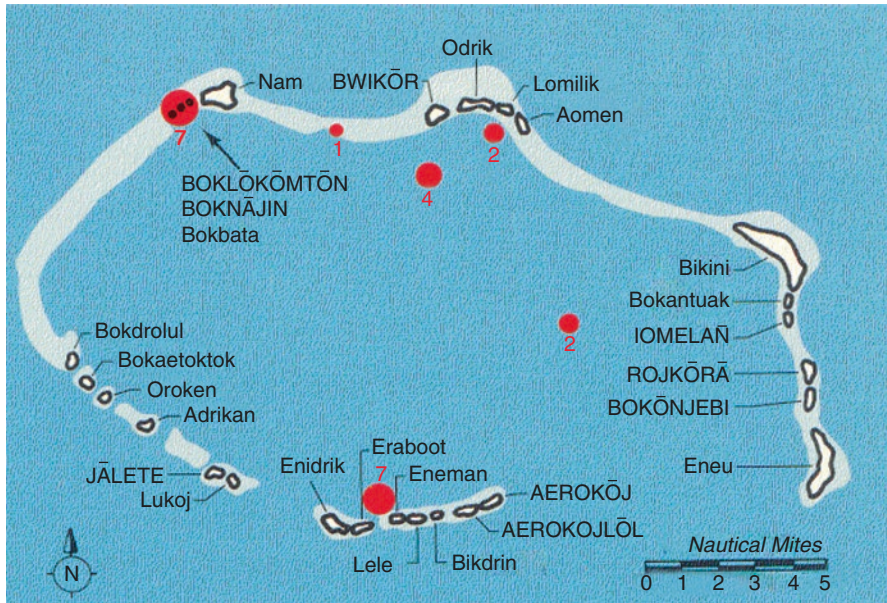 Odrik
BWIKŌR
Lomilik
Nam
Aomen
7
1
2
4
BOKLŌKŌMTŌN
BOKNĀJIN
Bokbata
Bikini
Bokantuak
IOMELAÑ
2
Bokdrolul
Bokaetoktok
Oroken
Adrikan
ROJKŌRĀ
BOKŌNJEBI
JĀLETE
Lukoj
Enidrik
Eraboot
7
Eneman
AEROKŌJ
AEROKOJLŌL
Lele
Bikdrin
Eneu
N
Nautical Mites
0 1 2 3 4 5